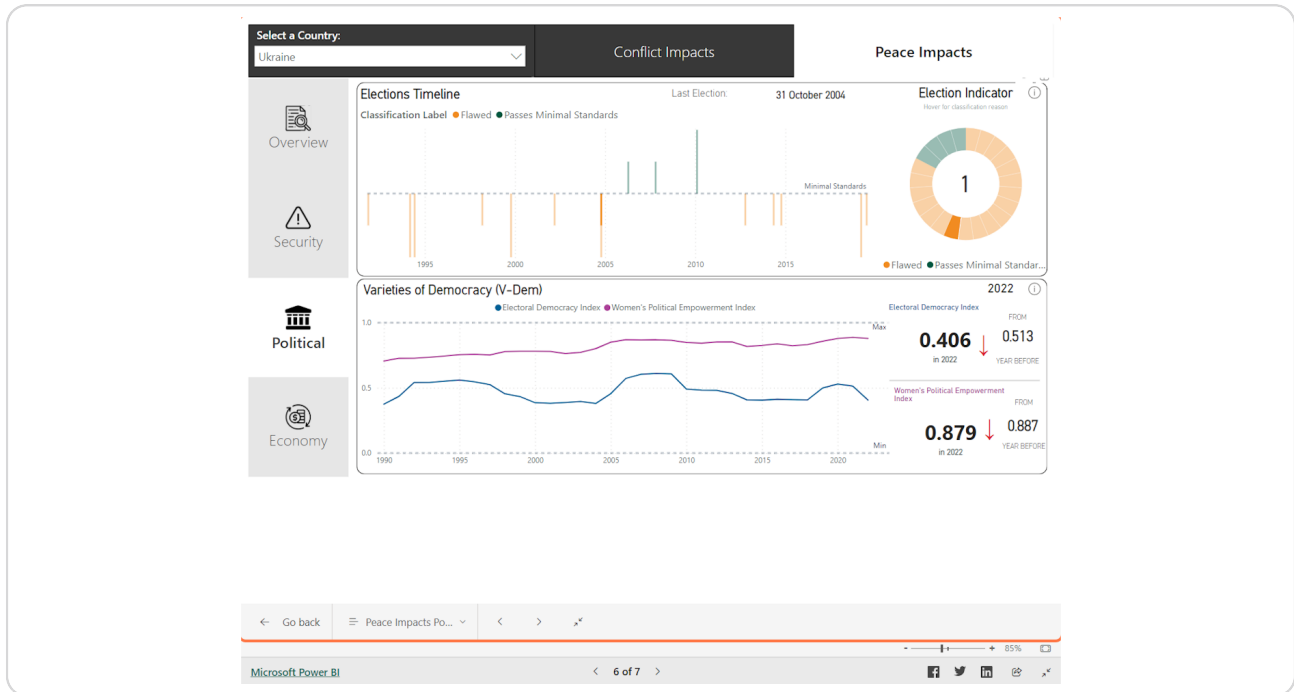 Select a Country:
Ukraine
Conflict Impacts
Peace Impacts
Overview
Security
Political
Economy
Elections Timeline
Last Election:
31 October 2004
Election Indicator
Hover for classification reason
Classification Label Flawed Passes Minimal Standards
Minimal Standards
1
1995 2000 2005 2010 2015
Flawed Passes Minimal Standar...
Varieties of Democracy (V-Dem)
2022
Electoral Democracy Index Women's Political Empowerment Index
1.0
Max
0.5
0.0
Min
1990 1995 2000 2005 2010 2015 2020
Electoral Democracy Index
FROM
0.406
0.513
in 2022
YEAR BEFORE
Women's Political Empowerment
Index
FROM
0.879
0.887
in 2022
YEAR BEFORE
Go back
Peace Impacts Po...
- + 85%
Microsoft Power BI
6 of 7